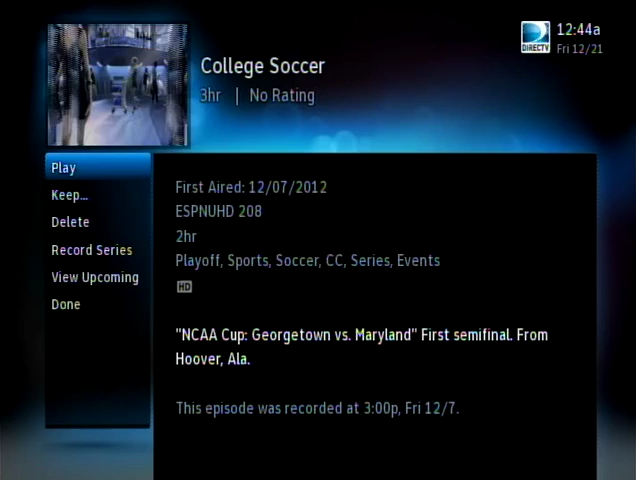 College Soccer
3hr | No Rating
DIRECTV
12:44a
Fri 12/21
Play
Keep...
Delete
Record Series
View Upcoming
Done
First Aired: 12/07/2012
ESPNUHD 208
2hr
Playoff, Sports, Soccer, CC, Series, Events
HD
"NCAA Cup: Georgetown vs. Maryland" First semifinal. From
Hoover, Ala.
This episode was recorded at 3:00p, Fri 12/7.